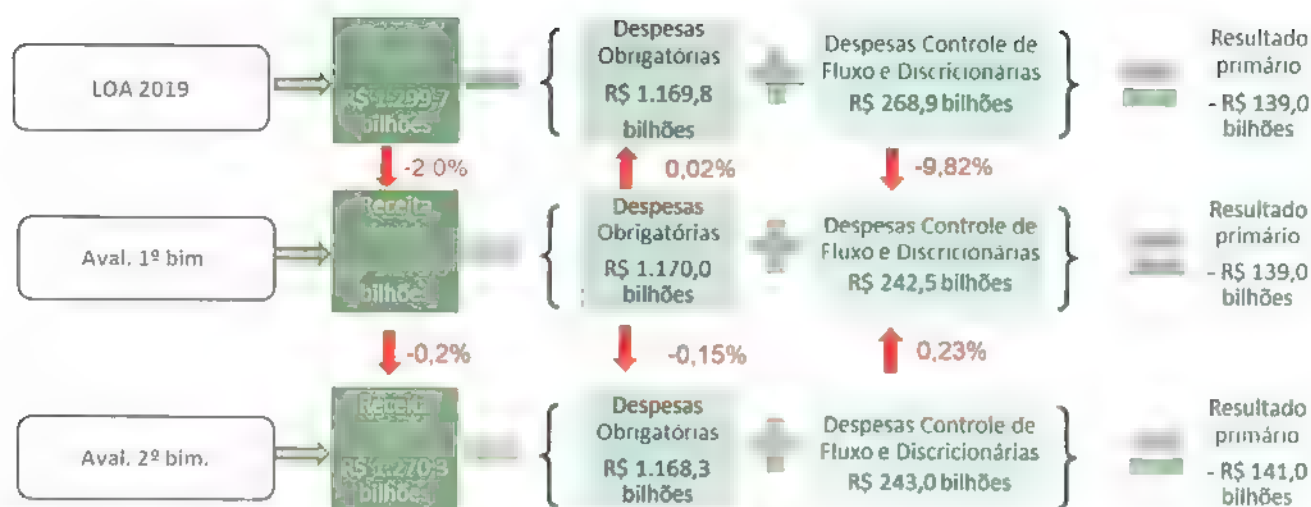 LOA 2019
R$ 1.299,7
bilhões
Despesas
Obrigatórias
R$ 1.169,8
bilhões
Despesas Controle de
Fluxo e Discricionárias
R$ 268,9 bilhões
Resultado
primário
- R$ 139,0
bilhões
-2 0%
0,02%
-9,82%
Aval. 1º bim
Receita
bilhões
Despesas
Obrigatórias
R$ 1.170,0
bilhões
Despesas Controle de
Fluxo e Discricionárias
R$ 242,5 bilhões
Resultado
primário
- R$ 139,0
bilhões
-0,2%
-0,15%
0,23%
Aval. 2º bim.
Receita
R$ 1.270,3
bilhões
Despesas
Obrigatórias
R$ 1.168,3
bilhões
Despesas Controle de
Fluxo e Discricionárias
R$ 243,0 bilhões
Resultado
primário
- R$ 141,0
bilhões